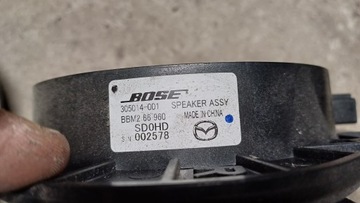 BOSE
305014-001 SPEAKER ASSY
BBM2 66 960 MADE IN CHINA
SD0HD
S/N 002578